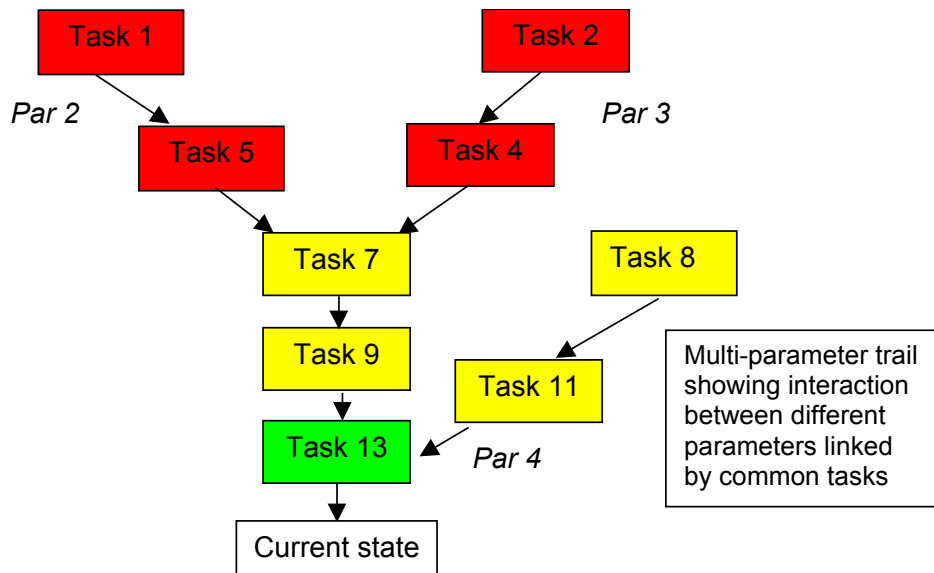 Task 1
Task 2
Par 2
Par 3
Task 5
Task 4
Task 7
Task 8
Task 9
Task 11
Multi-parameter trail
showing interaction
between different
parameters linked
by common tasks
Task 13
Par 4
Current state